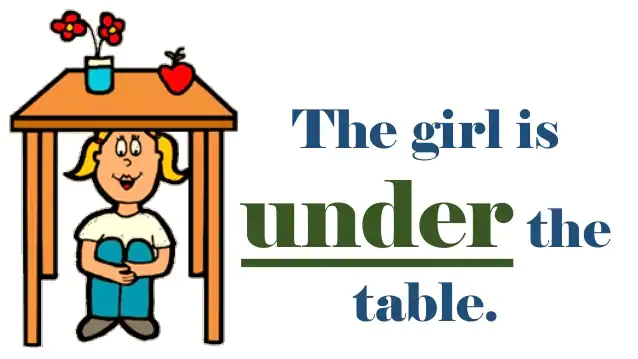 The girl is
under the
table.